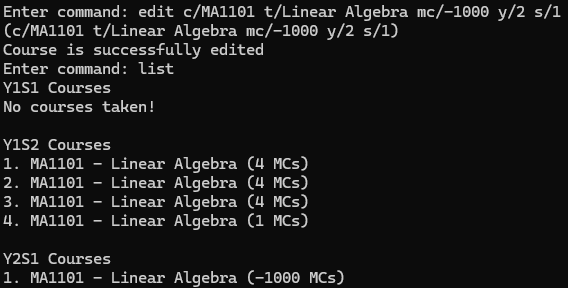 Enter command: edit c/MA1101 t/Linear Algebra mc/-1000 y/2 s/1
(c/MA1101 t/Linear Algebra mc/-1000 y/2 s/1)
Course is successfully edited
Enter command: list
Y1S1 Courses
No courses taken!

Y1S2 Courses
1. MA1101 - Linear Algebra (4 MCs)
2. MA1101 - Linear Algebra (4 MCs)
3. MA1101 - Linear Algebra (4 MCs)
4. MA1101 - Linear Algebra (1 MCs)

Y2S1 Courses
1. MA1101 - Linear Algebra (-1000 MCs)